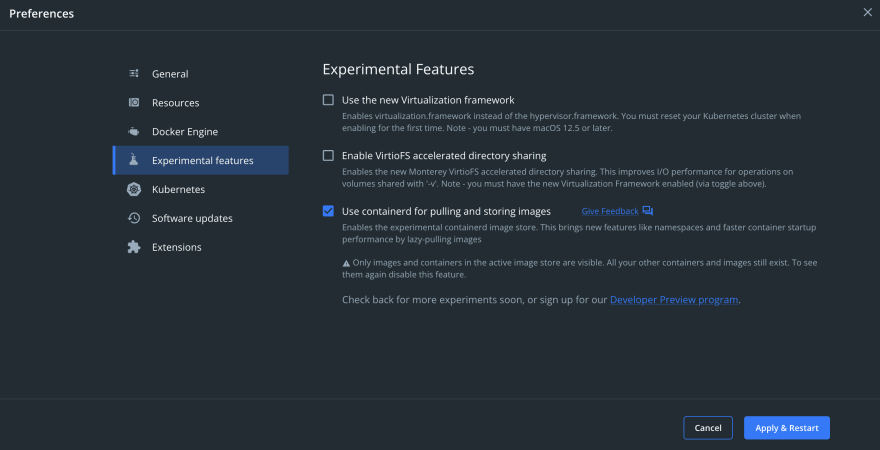 Preferences
General
Resources
Docker Engine
Experimental features
Kubernetes
Software updates
Extensions
Experimental Features
Use the new Virtualization framework
Enables virtualization.framework instead of the hypervisor.framework. You must reset your Kubernetes cluster when
enabling for the first time. Note - you must have macOS 12.5 or later.
Enable VirtioFS accelerated directory sharing
Enables the new Monterey VirtioFS accelerated directory sharing. This improves I/O performance for operations on
volumes shared with '-v'. Note - you must have the new Virtualization Framework enabled (via toggle above).
Use containerd for pulling and storing images Give Feedback
Enables the experimental containerd image store. This brings new features like namespaces and faster container startup
performance by lazy-pulling images
Only images and containers in the active image store are visible. All your other containers and images still exist. To see
them again disable this feature.
Check back for more experiments soon, or sign up for our Developer Preview program.
Cancel Apply & Restart